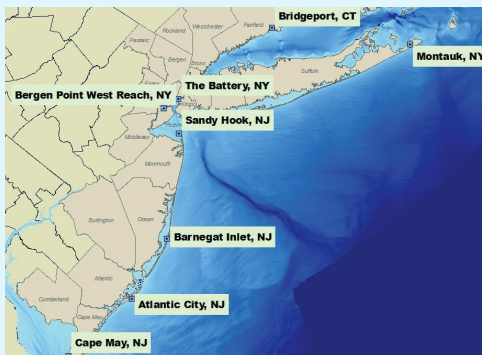 Bridgeport, CT
Westchester
Fairfield
Rockland
Passaic
Bergen
Bronx
Montauk, NY
Suffolk
The Battery, NY
Bergen Point West Reach, NY
Sandy Hook, NJ
Middlesex
Monmouth
Ocean
Burlington
Barnegat Inlet, NJ
Atlantic
Cumberland
Atlantic City, NJ
Cape May
Cape May, NJ